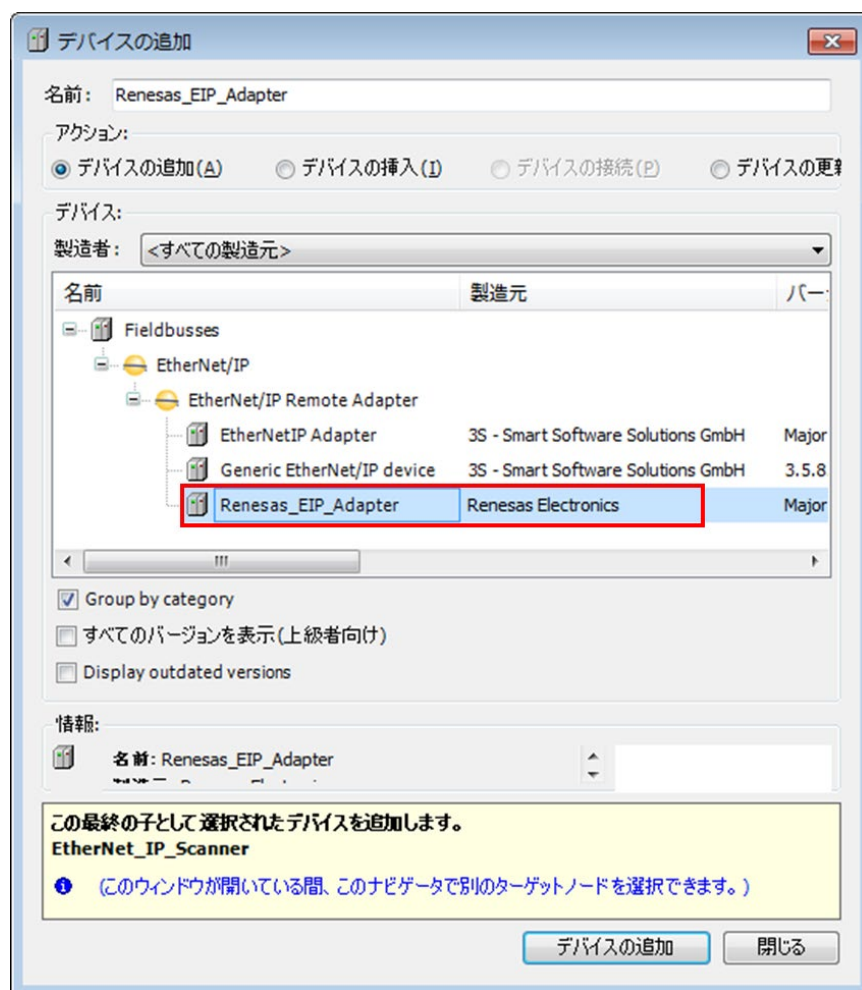 デバイスの追加
名前: Renesas_EIP_Adapter
アクション:
デバイスの追加(A) デバイスの挿入(I) デバイスの接続(P) デバイスの更
デバイス:
製造者: <すべての製造元>
名前 製造元 バー
Fieldbusses
EtherNet/IP
EtherNet/IP Remote Adapter
EtherNetIP Adapter 3S - Smart Software Solutions GmbH Major
Generic EtherNet/IP device 3S - Smart Software Solutions GmbH 3.5.8
Renesas_EIP_Adapter Renesas Electronics Major
Group by category
すべてのバージョンを表示(上級者向け)
Display outdated versions
情報:
名前: Renesas_EIP_Adapter
この最終の子として選択されたデバイスを追加します。
EtherNet_IP_Scanner
(このウィンドウが開いている間、このナビゲータで別のターゲットノードを選択できます。)
デバイスの追加 閉じる